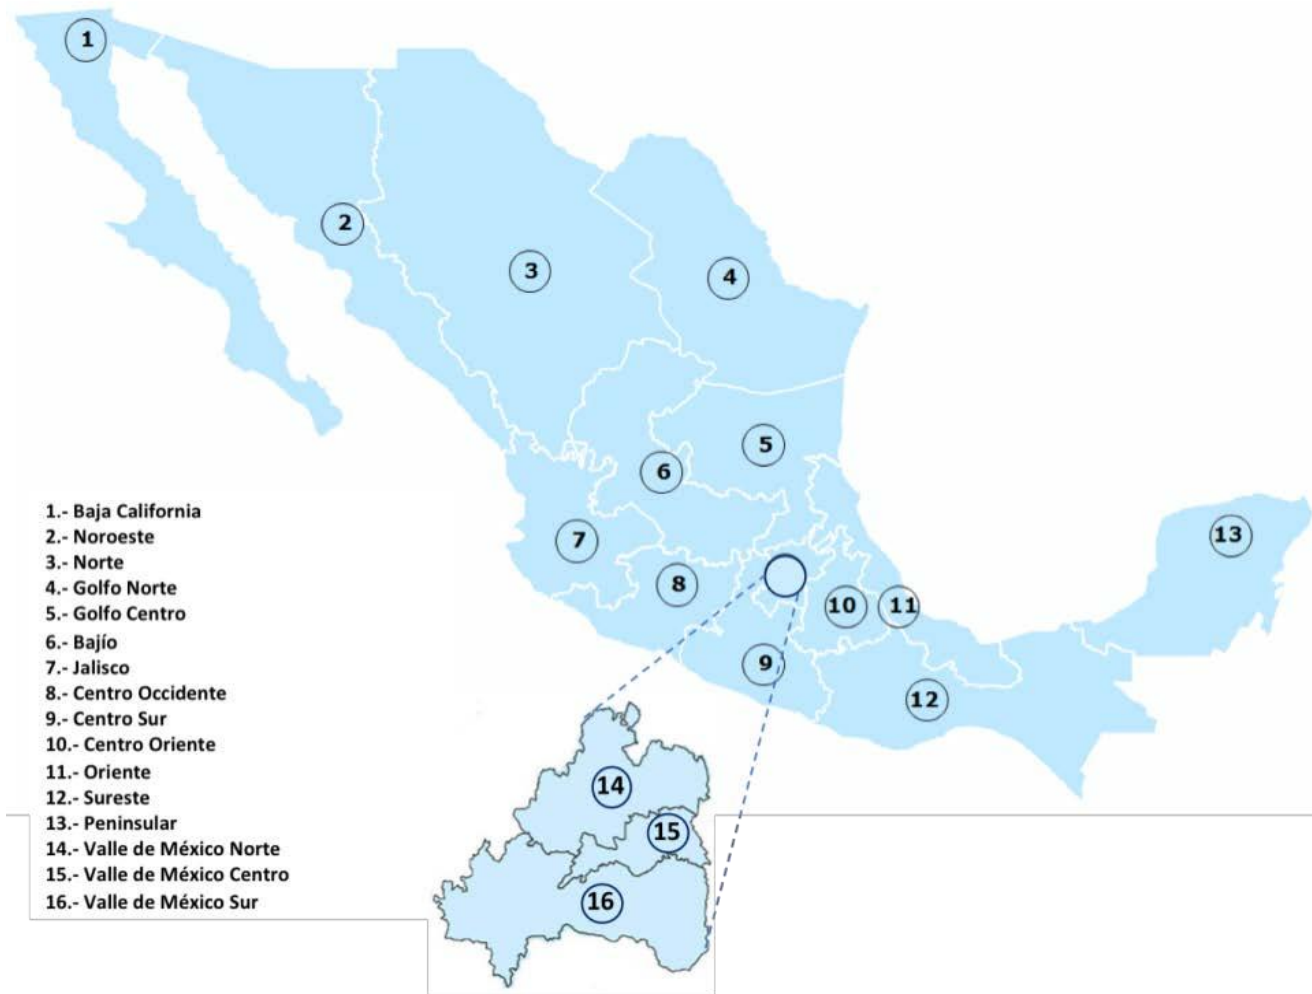 1
2
3
4
5
6
7
8
9
10
11
12
13
1.- Baja California
2.- Noroeste
3.- Norte
4.- Golfo Norte
5.- Golfo Centro
6.- Bajío
7.- Jalisco
8.- Centro Occidente
9.- Centro Sur
10.- Centro Oriente
11.- Oriente
12.- Sureste
13.- Peninsular
14.- Valle de México Norte
15.- Valle de México Centro
16.- Valle de México Sur
14
15
16